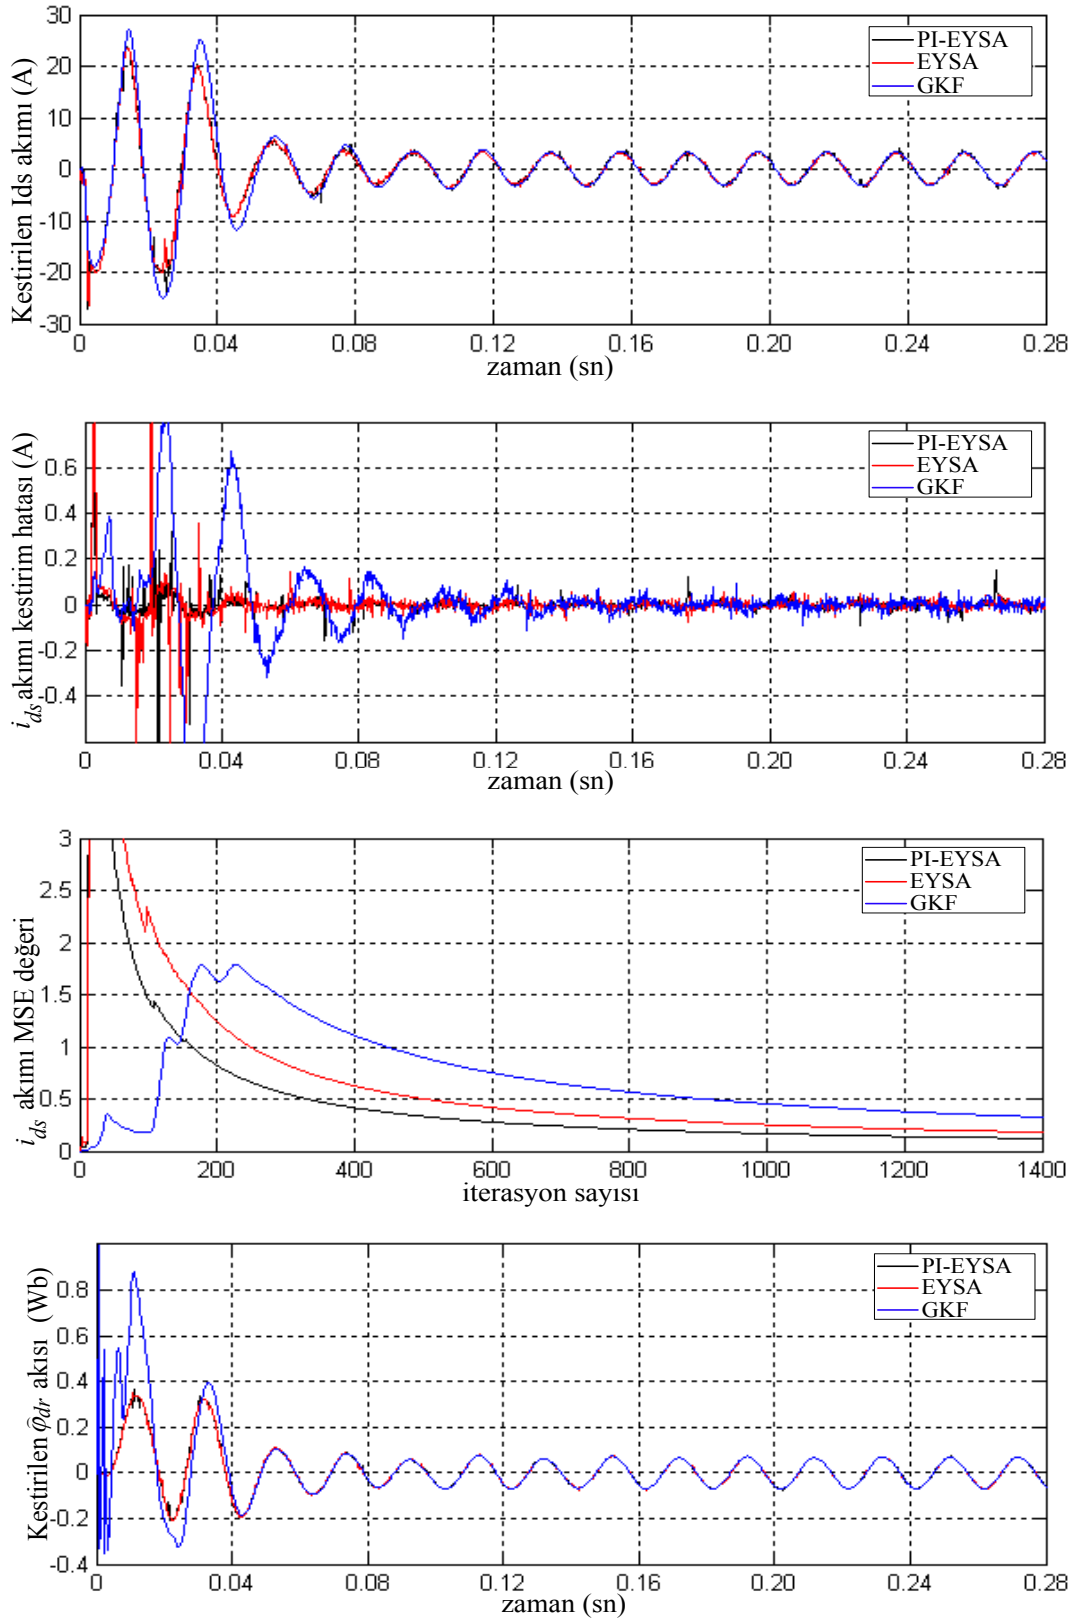 Kestirilen Ids akımı (A)
30
20
10
0
-10
-20
-30
PI-EYSA
EYSA
GKF
0
0.04
0.08
0.12
0.16
0.20
0.24
0.28
zaman (sn)
i_ds akımı kestirim hatası (A)
0.6
0.4
0.2
0
-0.2
-0.4
PI-EYSA
EYSA
GKF
0
0.04
0.08
0.12
0.16
0.20
0.24
0.28
zaman (sn)
i_ds akımı MSE değeri
3
2.5
2
1.5
1
0.5
0
PI-EYSA
EYSA
GKF
0
200
400
600
800
1000
1200
1400
iterasyon sayısı
Kestirilen φ̂_dr akısı (Wb)
0.8
0.6
0.4
0.2
0
-0.2
-0.4
PI-EYSA
EYSA
GKF
0
0.04
0.08
0.12
0.16
0.20
0.24
0.28
zaman (sn)